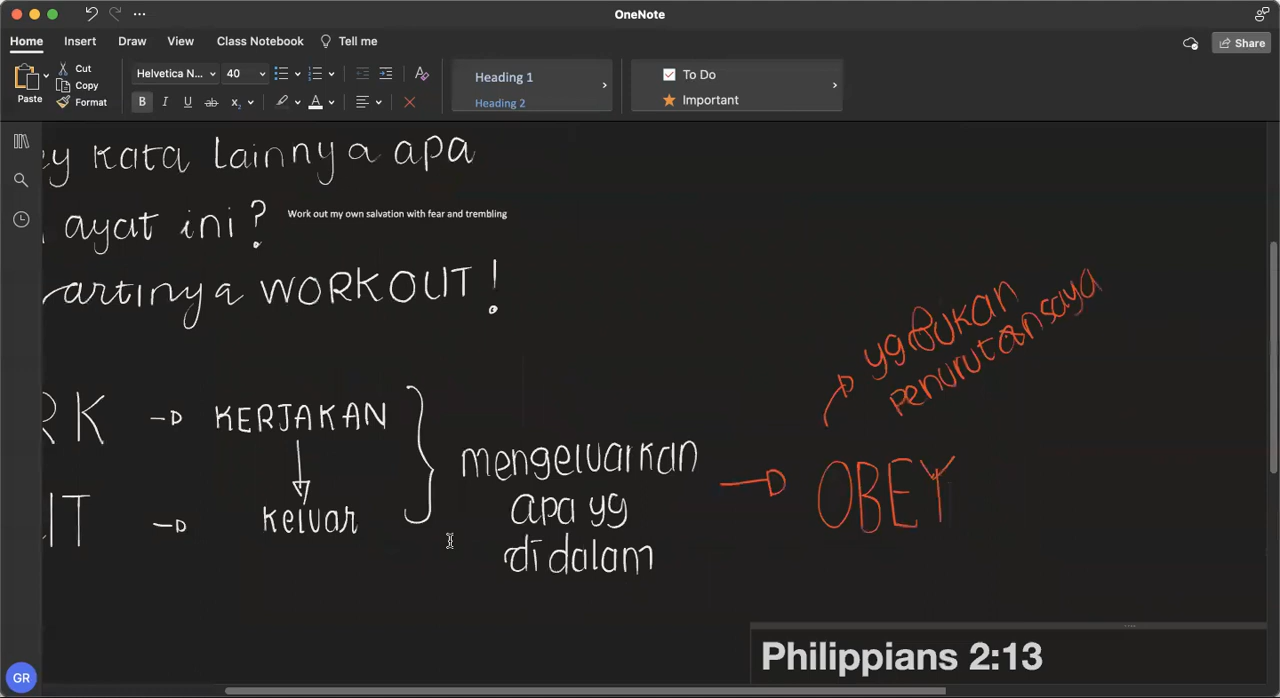 OneNote
Home Insert Draw View Class Notebook Tell me
Share
Paste
Cut
Copy
Format
Helvetica N... 40
B I U ab x₂ A
Heading 1
Heading 2
To Do
Important
ey kata lainnya apa
ayat ini?
Work out my own salvation with fear and trembling
artinya WORKOUT!
yg Bukan
penurutan saya
RK → KERJAKAN
mengeluarkan
apa yg
di dalam
→ OBEY
UT → Keluar
Philippians 2:13
GR